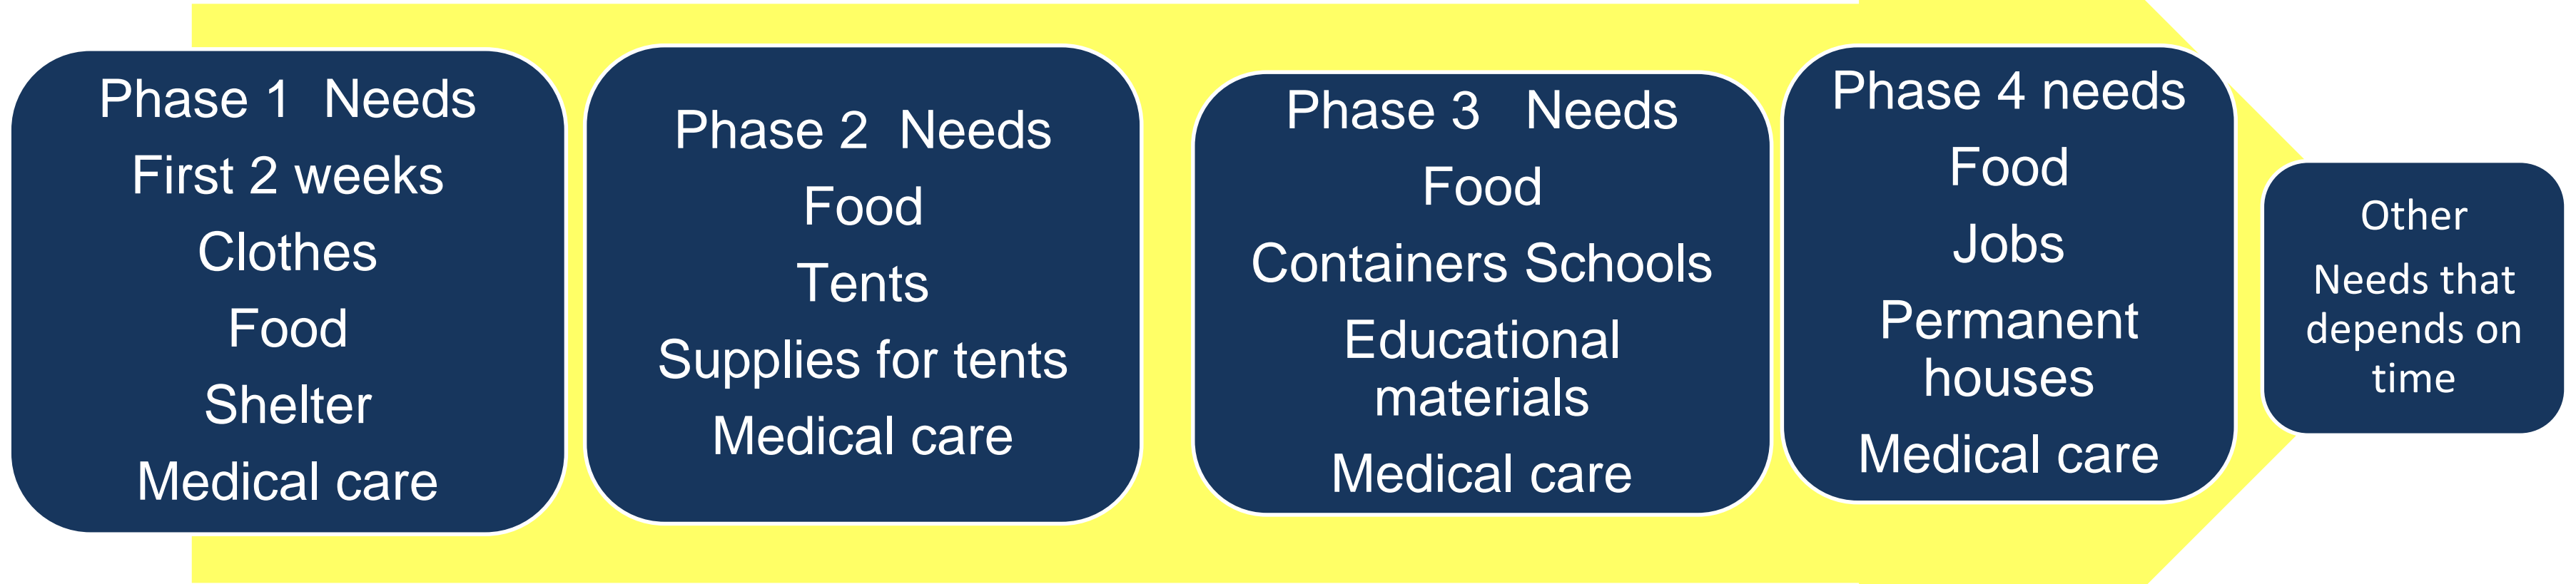 Phase 1 Needs
First 2 weeks
Clothes
Food
Shelter
Medical care
Phase 2 Needs
Food
Tents
Supplies for tents
Medical care
Phase 3 Needs
Food
Containers Schools
Educational
materials
Medical care
Phase 4 needs
Food
Jobs
Permanent
houses
Medical care
Other
Needs that
depends on
time